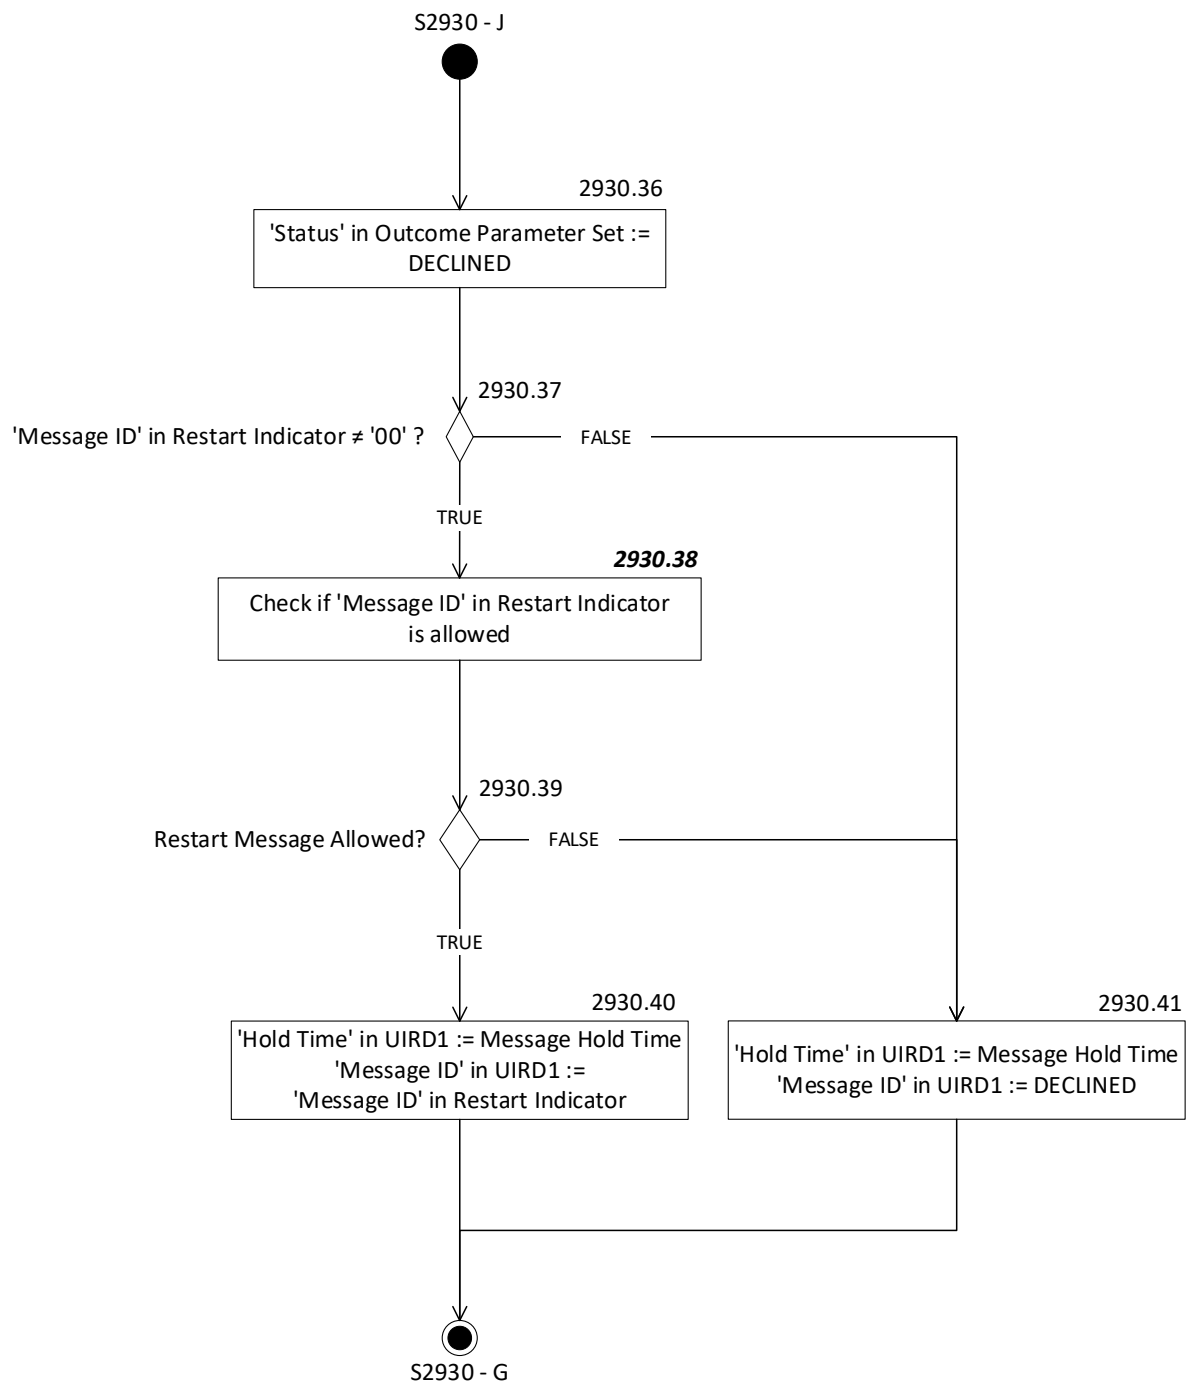 S2930 - J
2930.36
'Status' in Outcome Parameter Set :=
DECLINED
2930.37
'Message ID' in Restart Indicator ≠ '00' ?
FALSE
TRUE
2930.38
Check if 'Message ID' in Restart Indicator
is allowed
2930.39
Restart Message Allowed?
FALSE
TRUE
2930.40
'Hold Time' in UIRD1 := Message Hold Time
'Message ID' in UIRD1 :=
'Message ID' in Restart Indicator
2930.41
'Hold Time' in UIRD1 := Message Hold Time
'Message ID' in UIRD1 := DECLINED
S2930 - G